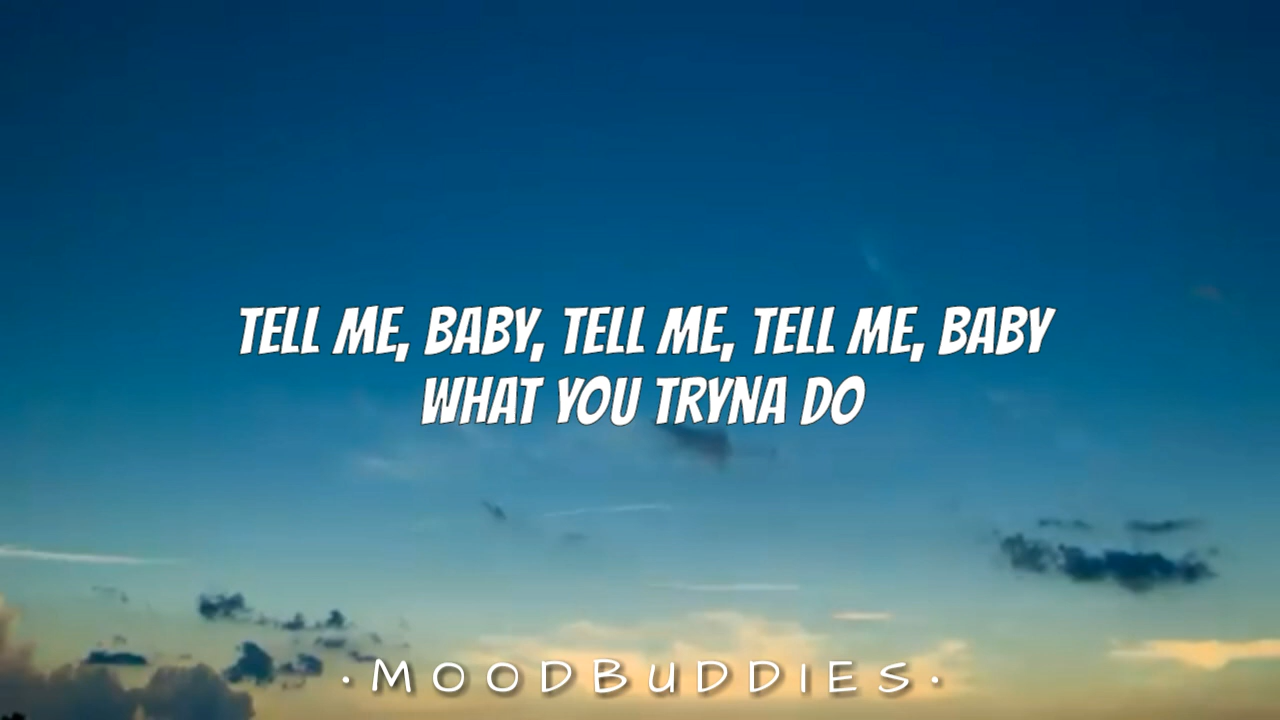 TELL ME, BABY, TELL ME, TELL ME, BABY
WHAT YOU TRYNA DO
·MOODBUDDIES·